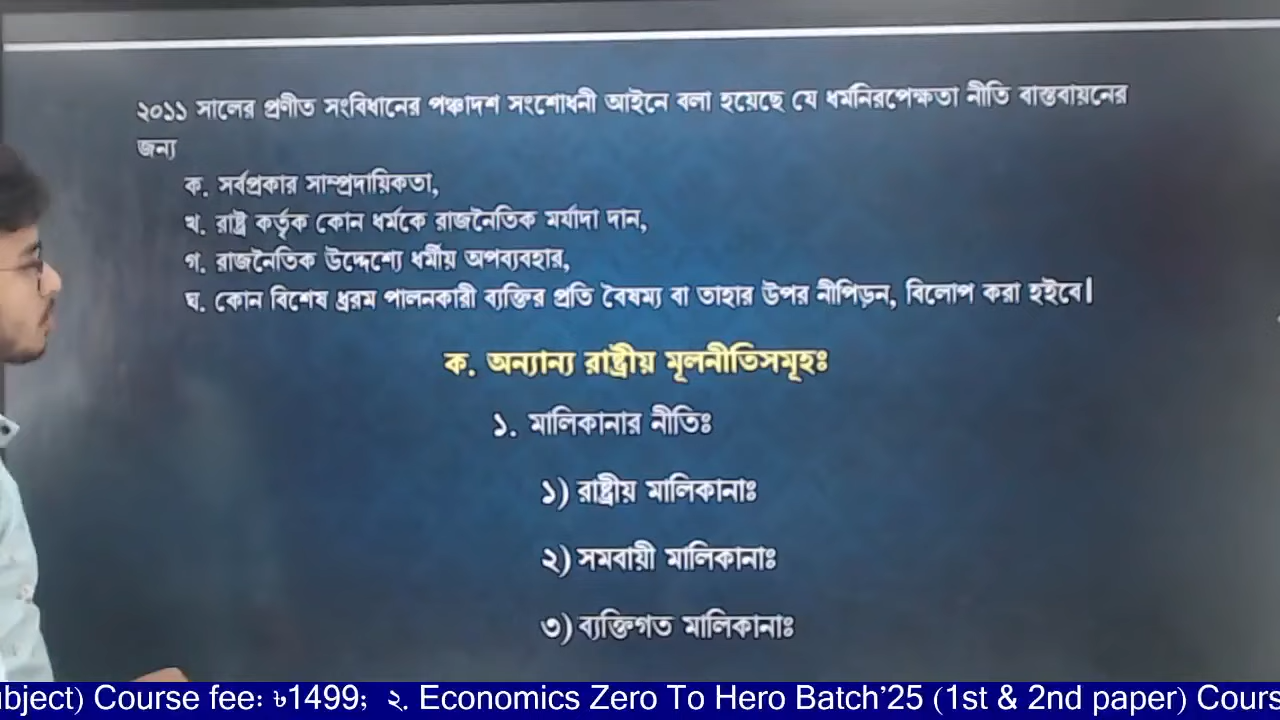 ২০১১ সালের প্রণীত সংবিধানের পঞ্চাদশ সংশোধনী আইনে বলা হয়েছে যে ধর্মনিরপেক্ষতা নীতি বাস্তবায়নের
জন্য
ক. সর্বপ্রকার সাম্প্রদায়িকতা,
খ. রাষ্ট্র কর্তৃক কোন ধর্মকে রাজনৈতিক মর্যাদা দান,
গ. রাজনৈতিক উদ্দেশ্যে ধর্মীয় অপব্যবহার,
ঘ. কোন বিশেষ ধ্ররম পালনকারী ব্যক্তির প্রতি বৈষম্য বা তাহার উপর নীপিড়ন, বিলোপ করা হইবে।
ক. অন্যান্য রাষ্ট্রীয় মূলনীতিসমূহঃ
১. মালিকানার নীতিঃ
১) রাষ্ট্রীয় মালিকানাঃ
২) সমবায়ী মালিকানাঃ
৩) ব্যক্তিগত মালিকানাঃ
ubject) Course fee: ৳1499; ২. Economics Zero To Hero Batch’25 (1st & 2nd paper) Cours